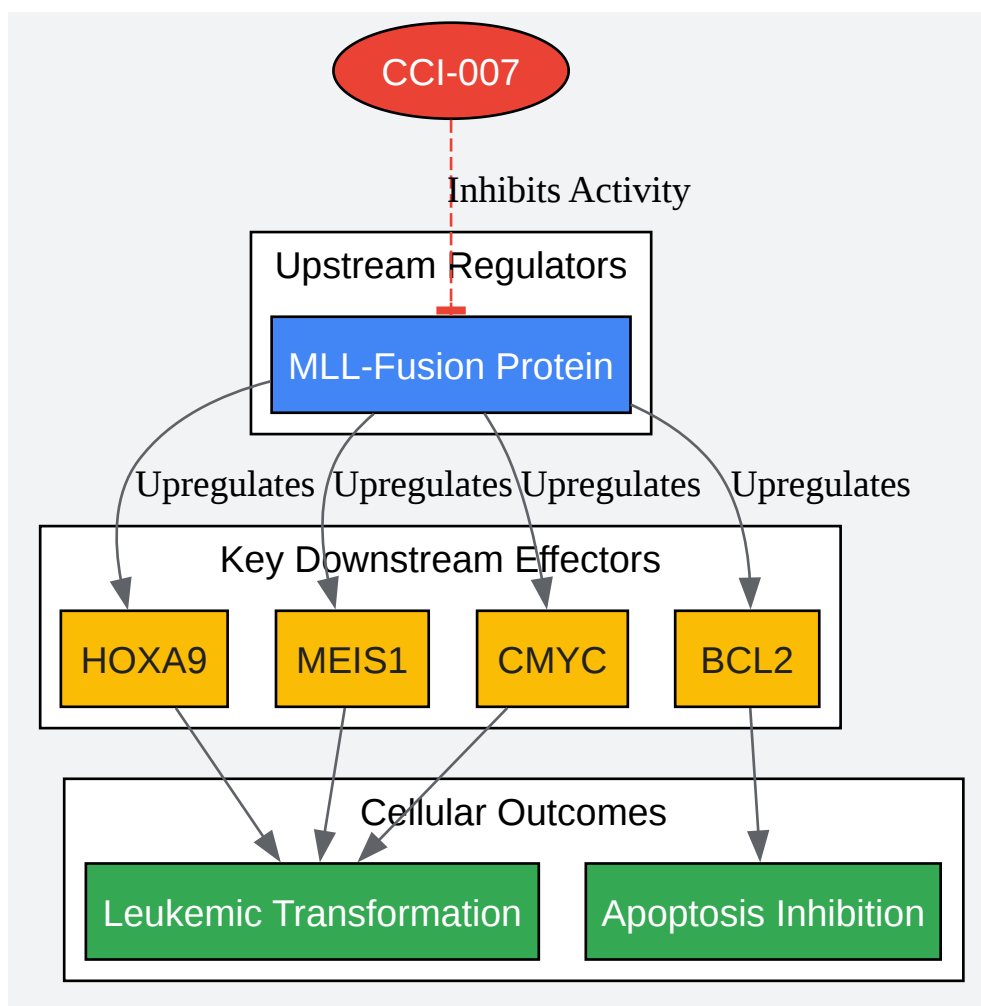 CCI-007
Inhibits Activity
Upstream Regulators
MLL-Fusion Protein
Upregulates Upregulates Upregulates Upregulates
Key Downstream Effectors
HOXA9 MEIS1 CMYC BCL2
Cellular Outcomes
Leukemic Transformation Apoptosis Inhibition